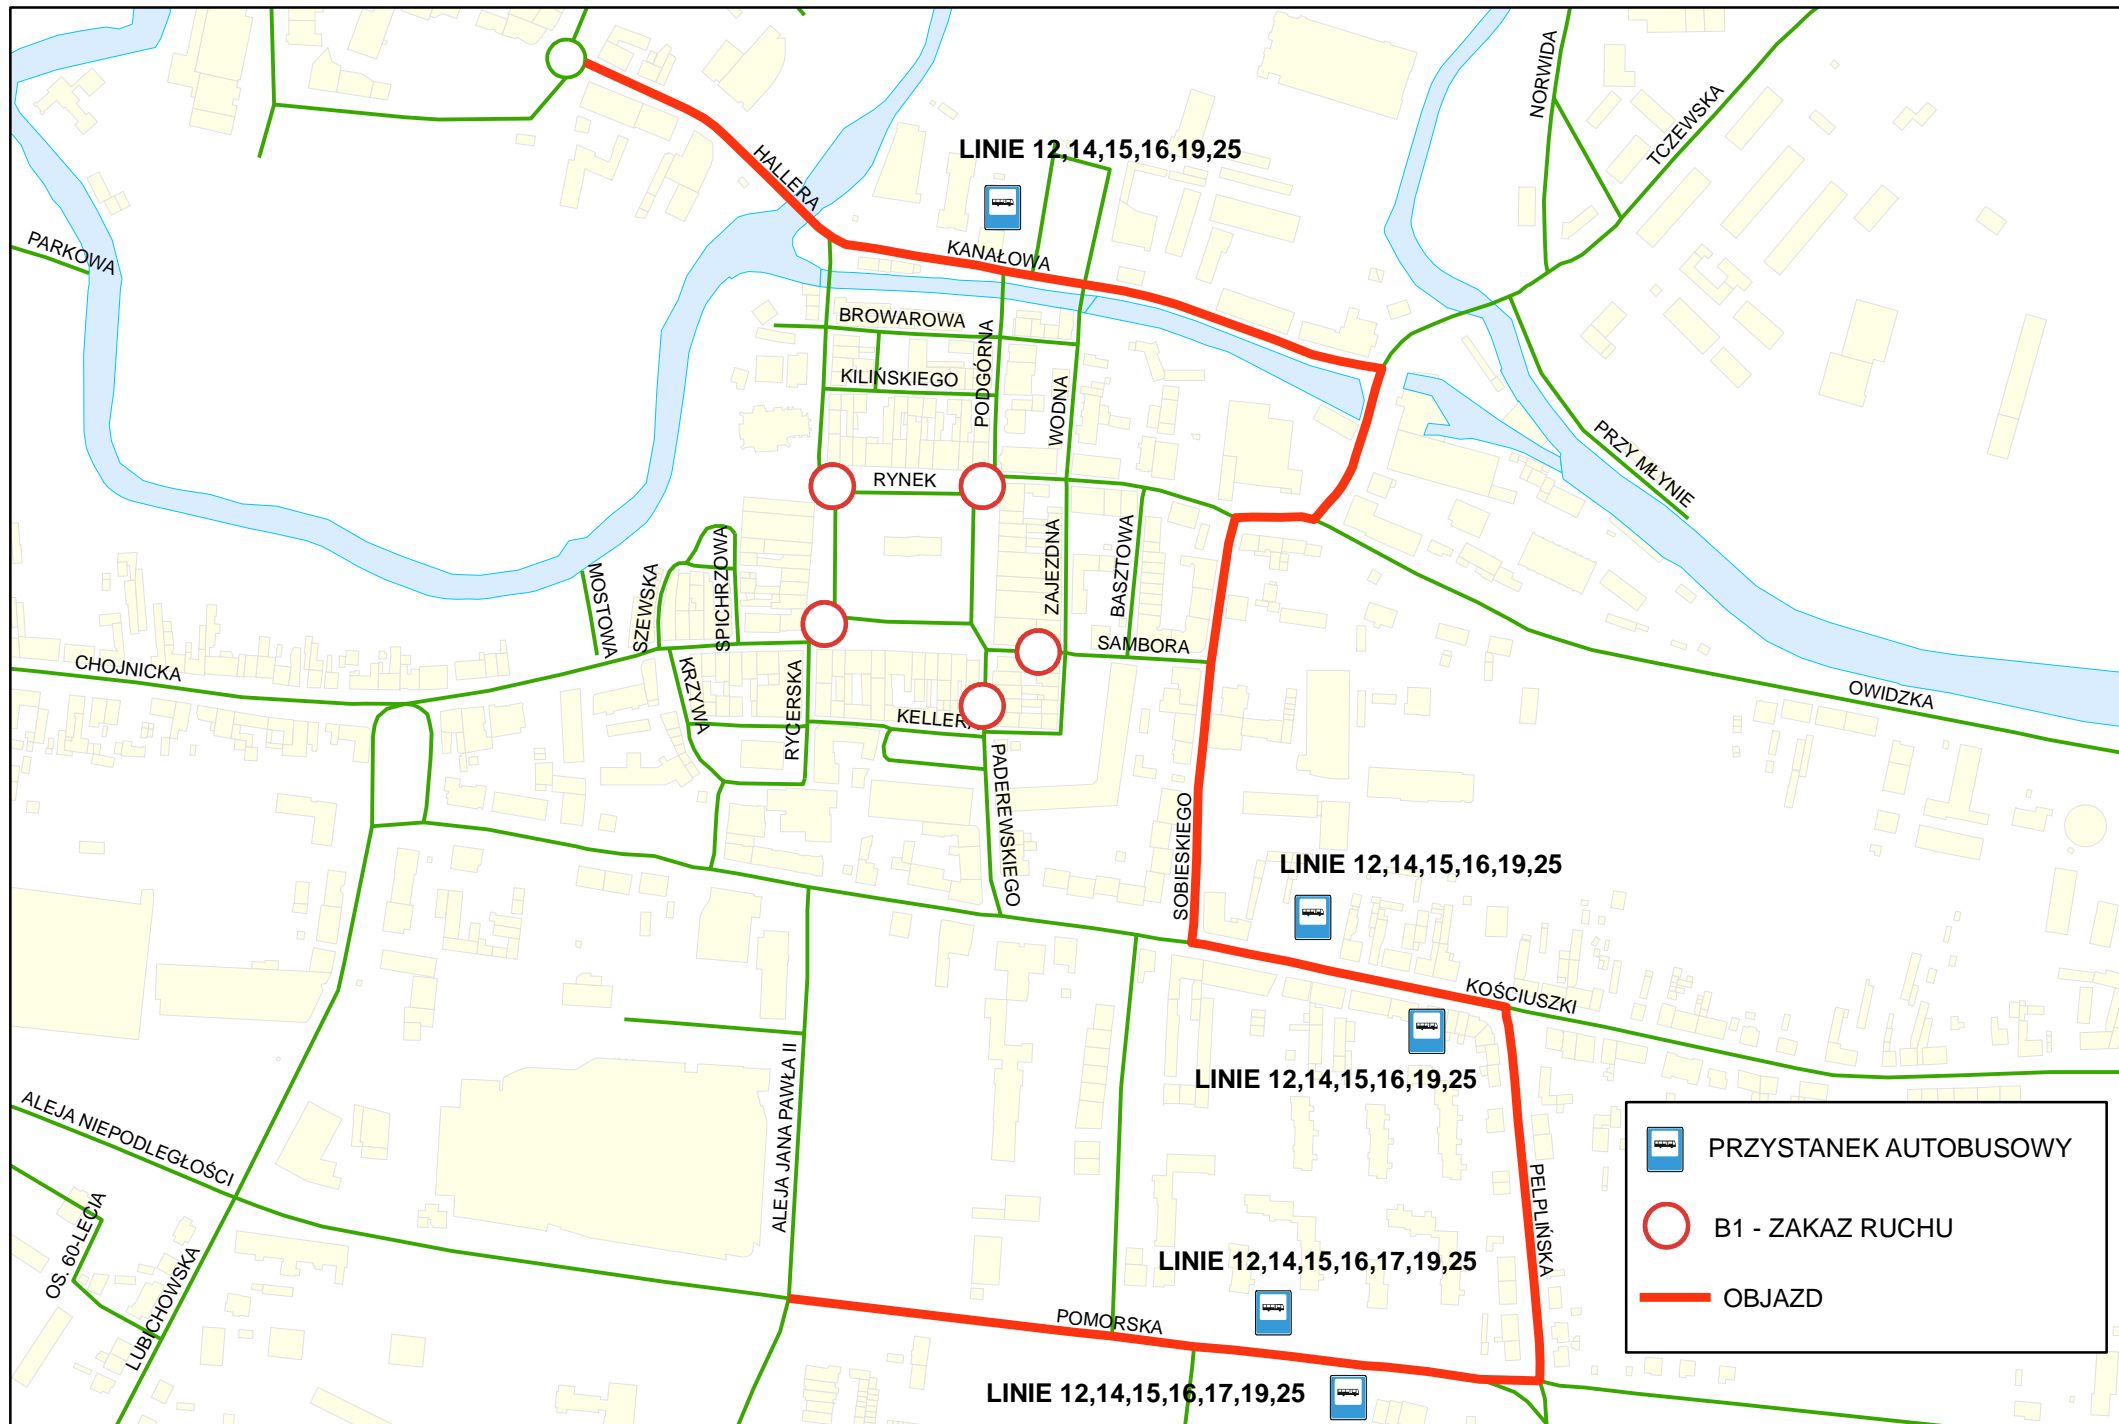 NORWIDA
TCZEWSKA
LINIE 12,14,15,16,19,25
HALLERA
PARKOWA
KANAŁOWA
BROWAROWA
PODGÓRNA
KILIŃSKIEGO
WODNA
PRZY MŁYNIE
RYNEK
ZAJEZDNA
BASZTOWA
MOSTOWA
SZEWSKA
SPICHRZOWA
SAMBORA
CHOJNICKA
KRZYWA
RYCERSKA
OWIDZKA
KELLERA
PADEREWSKIEGO
SOBIESKIEGO
LINIE 12,14,15,16,19,25
KOŚCIUSZKI
LINIE 12,14,15,16,19,25
ALEJA JANA PAWŁA II
ALEJA NIEPODLEGŁOŚCI
PRZYSTANEK AUTOBUSOWY
B1 - ZAKAZ RUCHU
OBJAZD
PELPLIŃSKA
OS. 60-LECIA
LUBICHOWSKA
LINIE 12,14,15,16,17,19,25
POMORSKA
LINIE 12,14,15,16,17,19,25